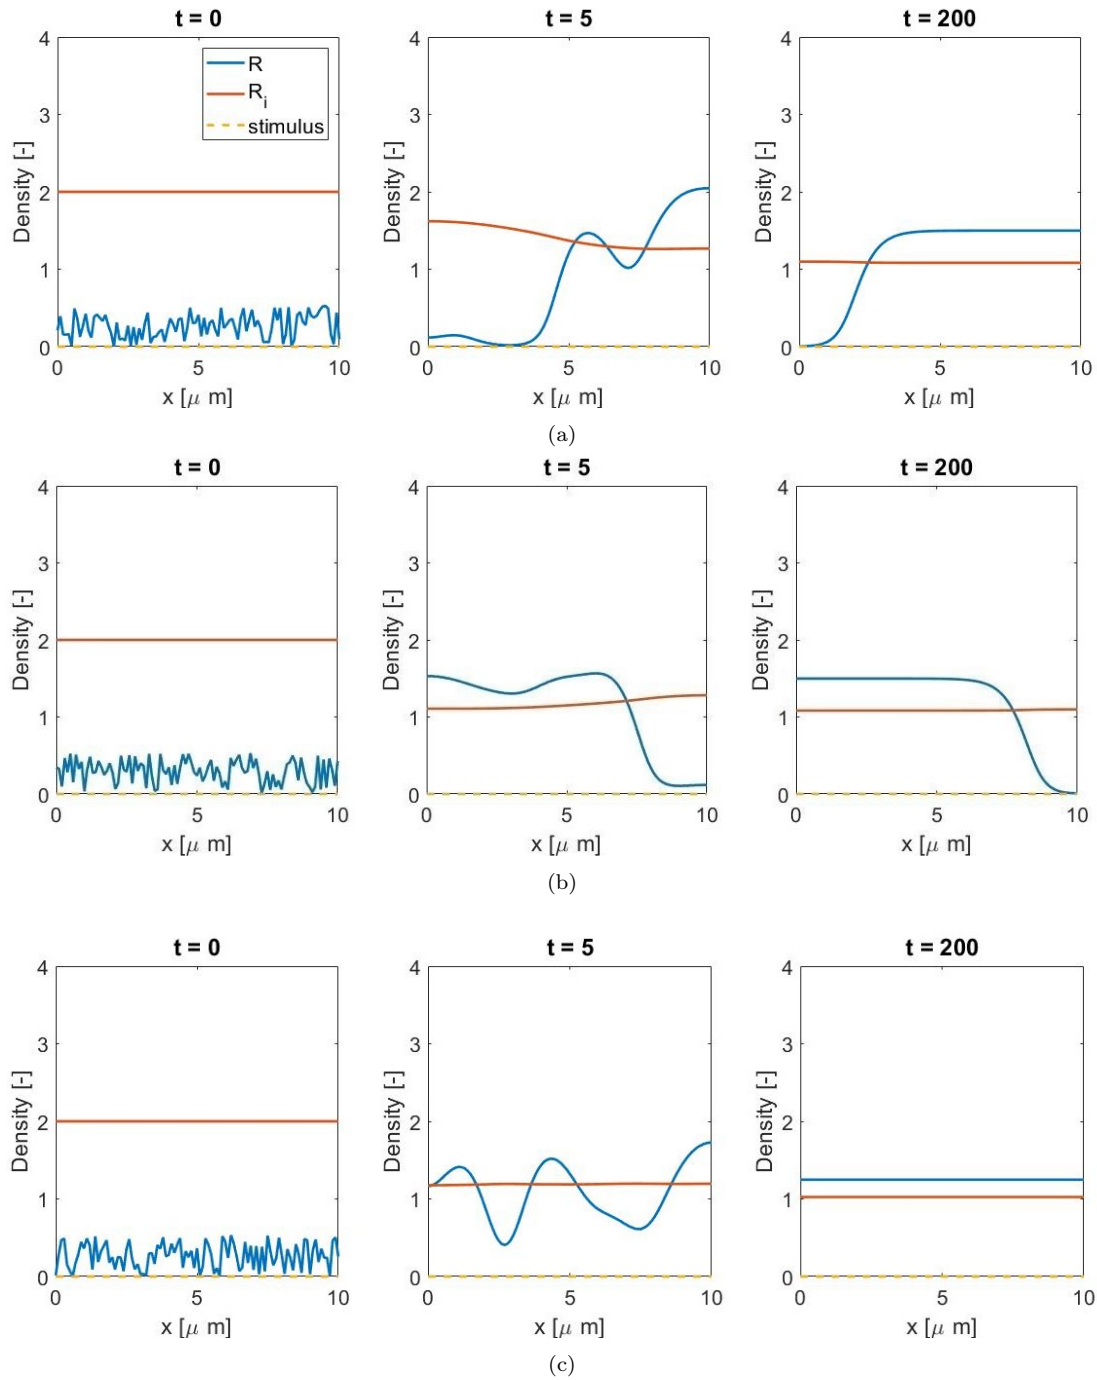 t = 0 t = 5 t = 200
4 4 4
R
R_i
stimulus
3 3 3
2 2 2
1 1 1
0 0 0
Density [-] Density [-] Density [-]
0 5 10 0 5 10 0 5 10
x [μ m] x [μ m] x [μ m]
(a)
t = 0 t = 5 t = 200
4 4 4
3 3 3
2 2 2
1 1 1
0 0 0
Density [-] Density [-] Density [-]
0 5 10 0 5 10 0 5 10
x [μ m] x [μ m] x [μ m]
(b)
t = 0 t = 5 t = 200
4 4 4
3 3 3
2 2 2
1 1 1
0 0 0
Density [-] Density [-] Density [-]
0 5 10 0 5 10 0 5 10
x [μ m] x [μ m] x [μ m]
(c)